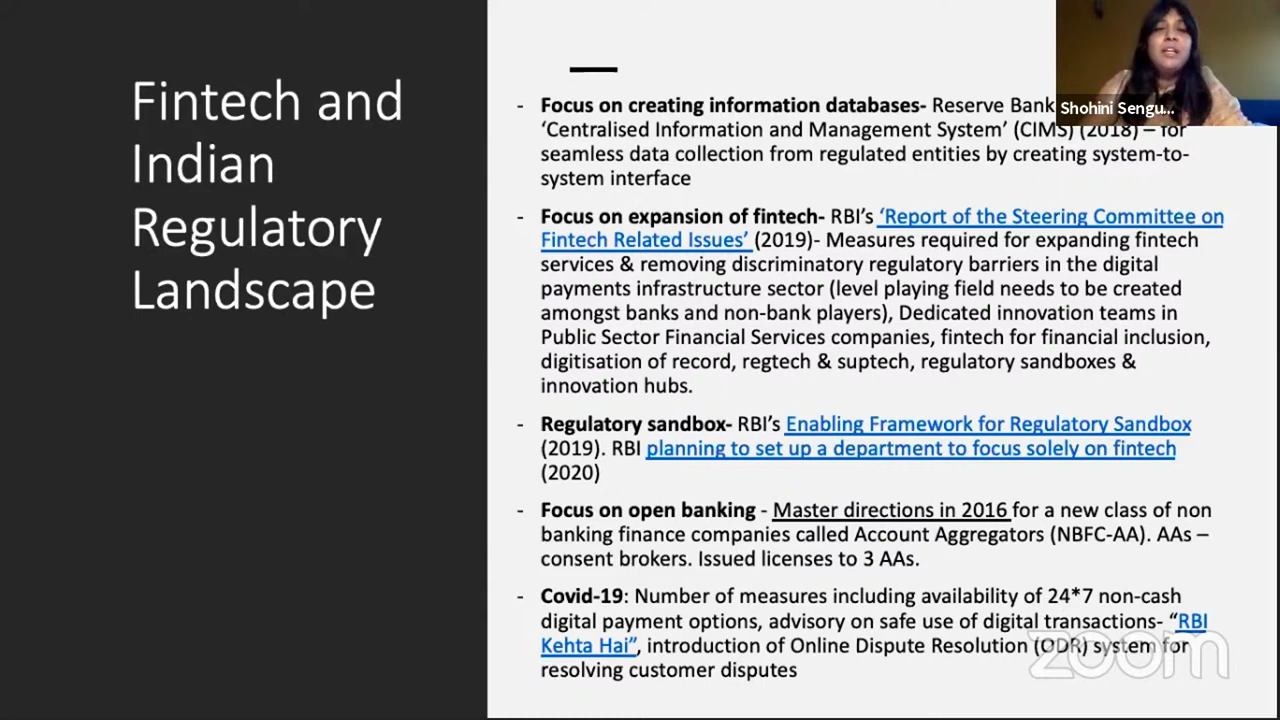 Fintech and
Indian
Regulatory
Landscape
- Focus on creating information databases- Reserve Bank
‘Centralised Information and Management System’ (CIMS) (2018) – for
seamless data collection from regulated entities by creating system-to-
system interface
- Focus on expansion of fintech- RBI’s ‘Report of the Steering Committee on
Fintech Related Issues’ (2019)- Measures required for expanding fintech
services & removing discriminatory regulatory barriers in the digital
payments infrastructure sector (level playing field needs to be created
amongst banks and non-bank players), Dedicated innovation teams in
Public Sector Financial Services companies, fintech for financial inclusion,
digitisation of record, regtech & suptech, regulatory sandboxes &
innovation hubs.
- Regulatory sandbox- RBI’s Enabling Framework for Regulatory Sandbox
(2019). RBI planning to set up a department to focus solely on fintech
(2020)
- Focus on open banking - Master directions in 2016 for a new class of non
banking finance companies called Account Aggregators (NBFC-AA). AAs –
consent brokers. Issued licenses to 3 AAs.
- Covid-19: Number of measures including availability of 24*7 non-cash
digital payment options, advisory on safe use of digital transactions- “RBI
Kehta Hai”, introduction of Online Dispute Resolution (ODR) system for
resolving customer disputes
Shohini Sengu...
zoom